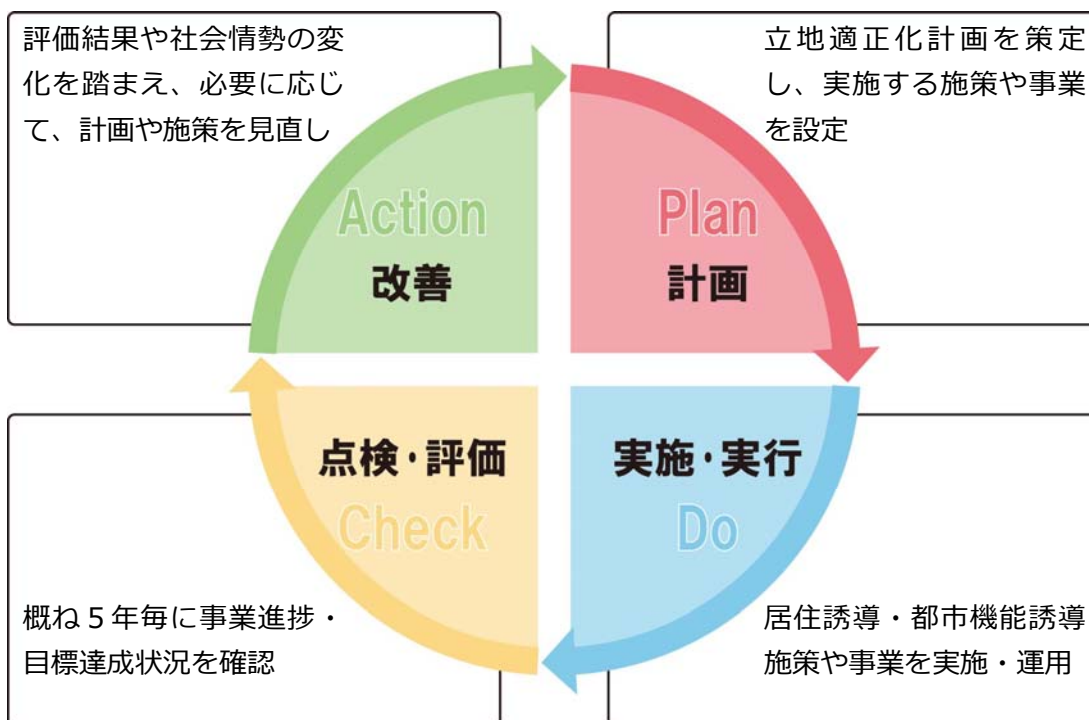 評価結果や社会情勢の変
化を踏まえ、必要に応じ
て、計画や施策を見直し
立地適正化計画を策定
し、実施する施策や事業
を設定
Action
改善
Plan
計画
点検・評価
Check
実施・実行
Do
概ね５年毎に事業進捗・
目標達成状況を確認
居住誘導・都市機能誘導
施策や事業を実施・運用